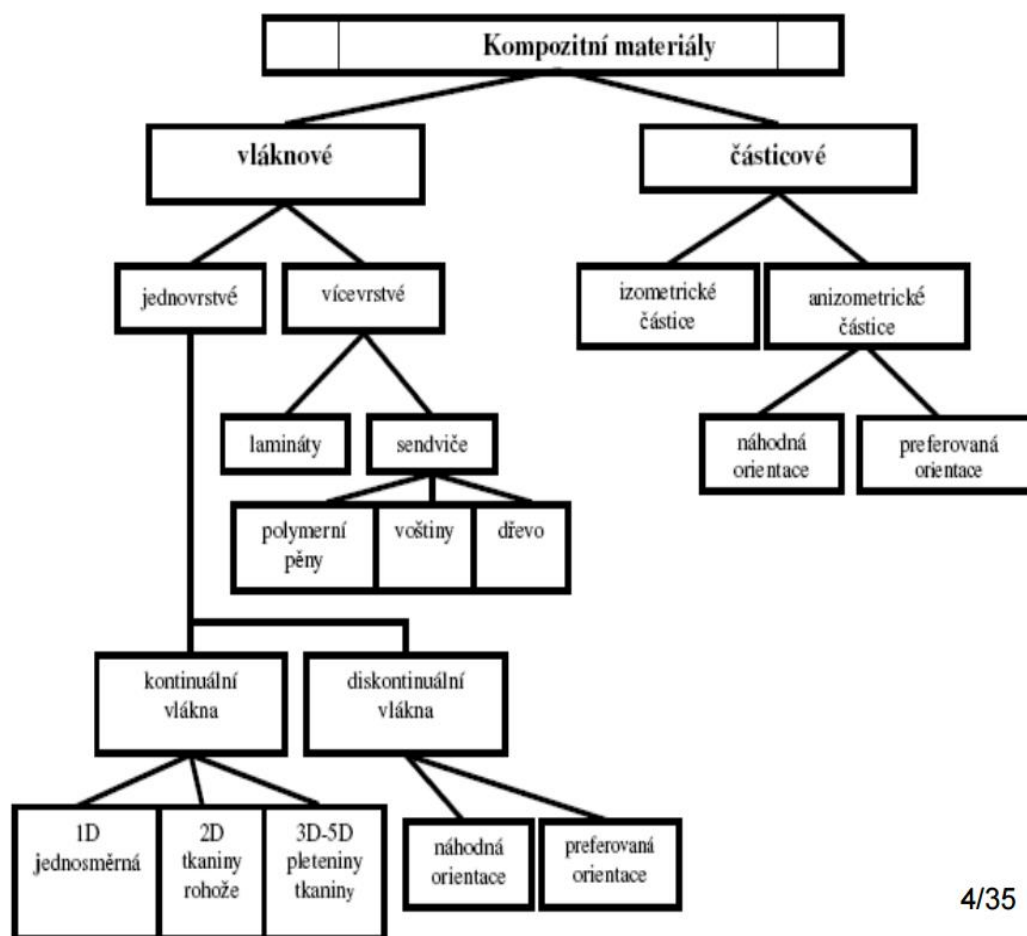 Kompozitní materiály
vláknové
částicové
jednovrstvé
vícevrstvé
izometrické
částice
anizometrické
částice
lamináty
sendviče
náhodná
orientace
preferovaná
orientace
polymerní
pěny
voštiny
dřevo
kontinuální
vlákna
diskontinuální
vlákna
1D
jednosměrná
2D
tkaniny
rohože
3D-5D
pleteniny
tkaniny
náhodná
orientace
preferovaná
orientace
4/35